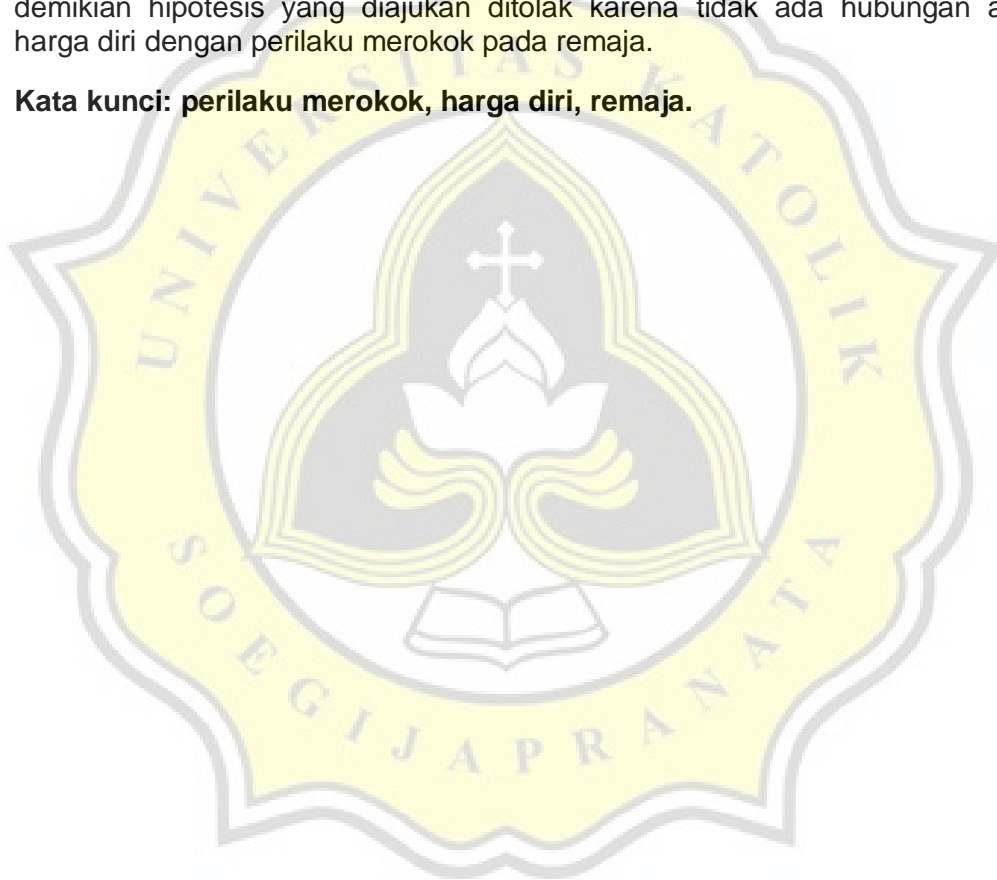 demikian hipotesis yang diajukan ditolak karena tidak ada hubungan
harga diri dengan perilaku merokok pada remaja.
Kata kunci: perilaku merokok, harga diri, remaja.
UNIVERSITAS KATOLIK
SOEGIJAPRANATA